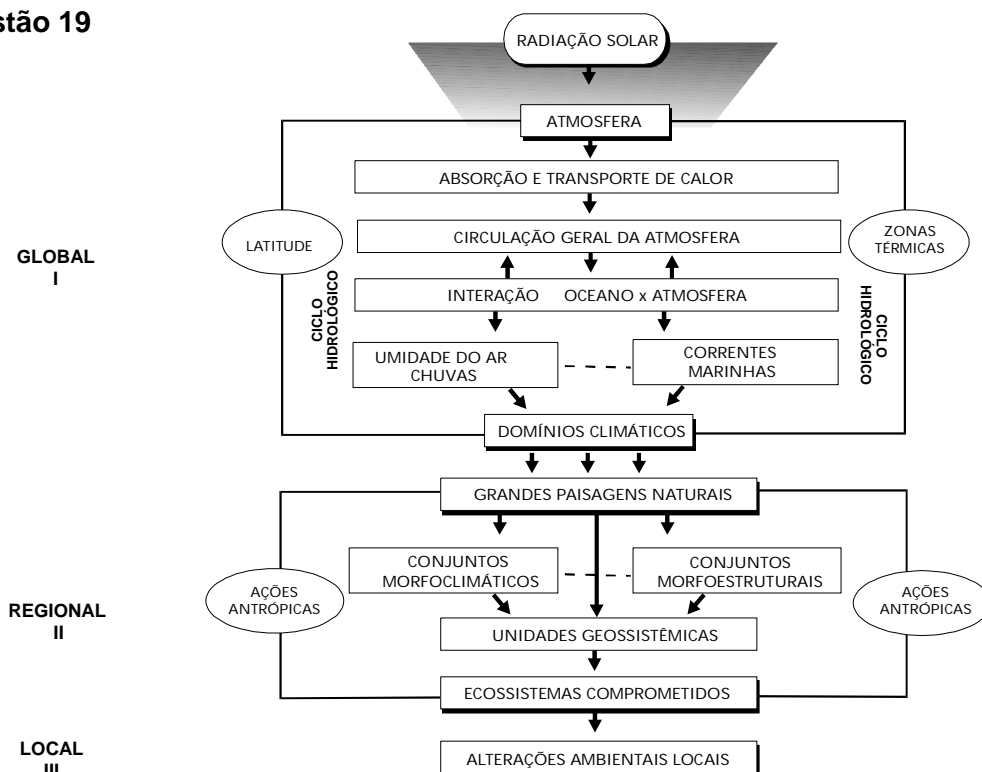 stão 19
RADIAÇÃO SOLAR
ATMOSFERA
ABSORÇÃO E TRANSPORTE DE CALOR
LATITUDE
CIRCULAÇÃO GERAL DA ATMOSFERA
ZONAS
TÉRMICAS
GLOBAL
I
CICLO
HIDROLÓGICO
INTERAÇÃO OCEANO x ATMOSFERA
CICLO
HIDROLÓGICO
UMIDADE DO AR
CHUVAS
CORRENTES
MARINHAS
DOMÍNIOS CLIMÁTICOS
GRANDES PAISAGENS NATURAIS
CONJUNTOS
MORFOCLIMÁTICOS
CONJUNTOS
MORFOESTRUTURAIS
AÇÕES
ANTRÓPICAS
AÇÕES
ANTRÓPICAS
REGIONAL
II
UNIDADES GEOSSISTÊMICAS
ECOSSISTEMAS COMPROMETIDOS
LOCAL
III
ALTERAÇÕES AMBIENTAIS LOCAIS